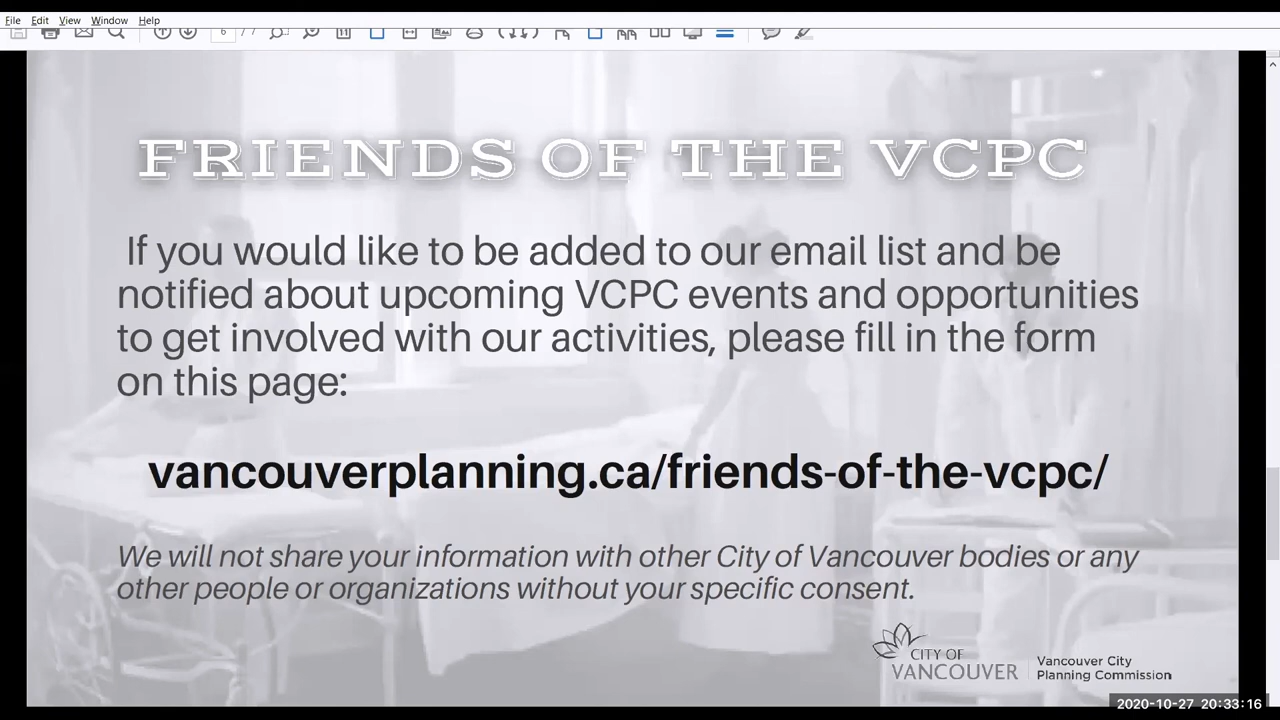 File Edit View Window Help
6 / 7
FRIENDS OF THE VCPC
If you would like to be added to our email list and be
notified about upcoming VCPC events and opportunities
to get involved with our activities, please fill in the form
on this page:
vancouverplanning.ca/friends-of-the-vcpc/
We will not share your information with other City of Vancouver bodies or any
other people or organizations without your specific consent.
CITY OF
VANCOUVER
Vancouver City
Planning Commission
2020-10-27 20:33:16